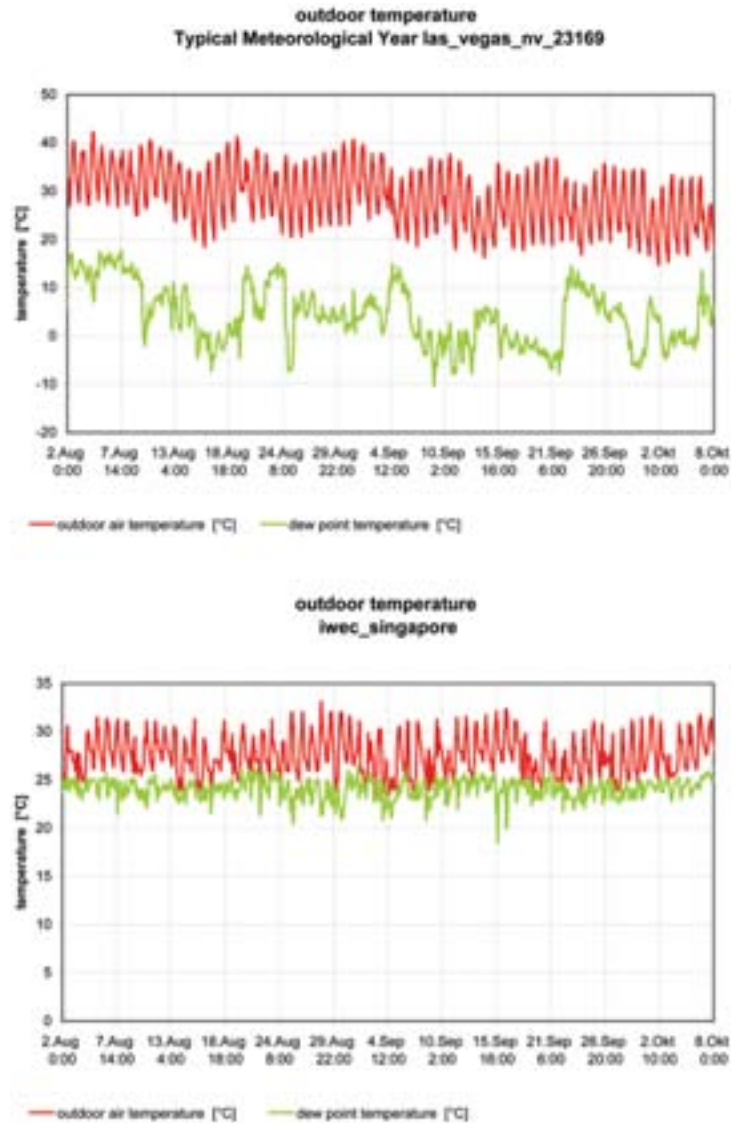 outdoor temperature
Typical Meteorological Year las_vegas_nv_23169
50
40
30
20
10
0
-10
-20
temperature [°C]
2.Aug 7.Aug 13.Aug 18.Aug 24.Aug 29.Aug 4.Sep 10.Sep 15.Sep 21.Sep 26.Sep 2.Okt 8.Okt
0:00 14:00 4:00 18:00 8:00 22:00 12:00 2:00 16:00 6:00 20:00 10:00 0:00
outdoor air temperature [°C] dew point temperature [°C]
outdoor temperature
iwec_singapore
35
30
25
20
15
10
5
0
temperature [°C]
2.Aug 7.Aug 13.Aug 18.Aug 24.Aug 29.Aug 4.Sep 10.Sep 15.Sep 21.Sep 26.Sep 2.Okt 8.Okt
0:00 14:00 4:00 18:00 8:00 22:00 12:00 2:00 16:00 6:00 20:00 10:00 0:00
outdoor air temperature [°C] dew point temperature [°C]